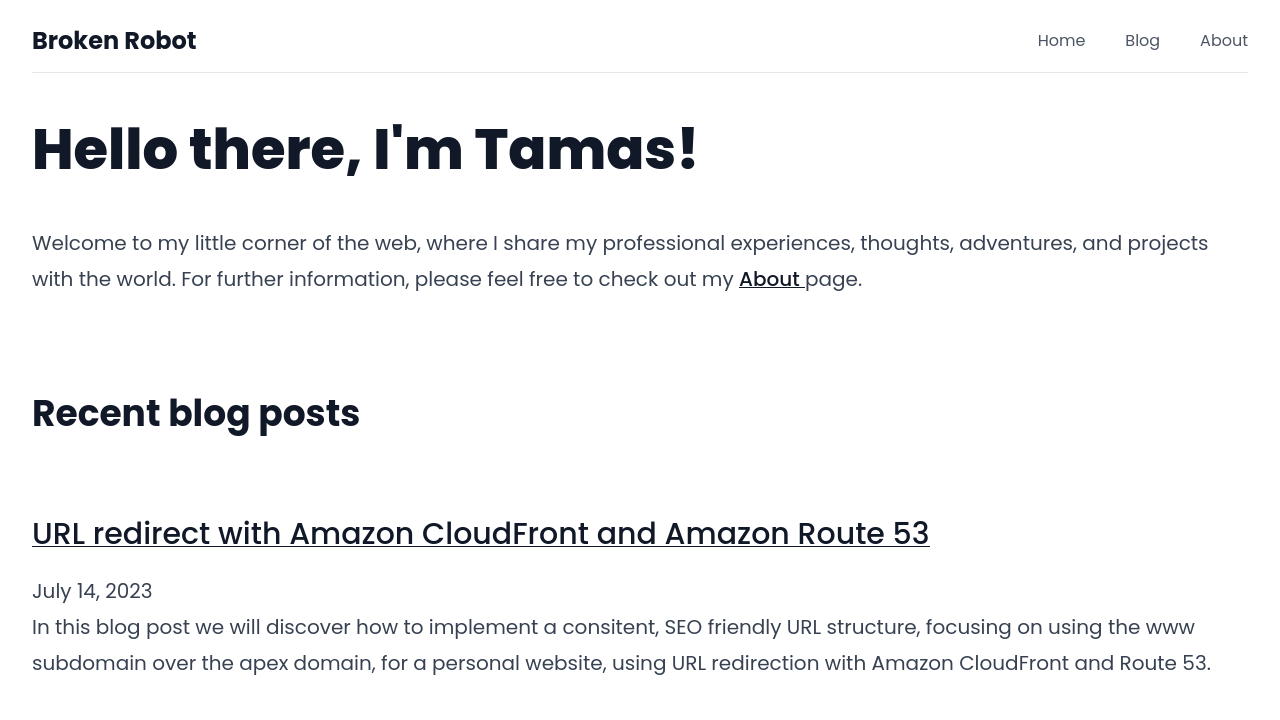 Broken Robot
Home
Blog
About
Hello there, I'm Tamas!
Welcome to my little corner of the web, where I share my professional experiences, thoughts, adventures, and projects
with the world. For further information, please feel free to check out my About page.
Recent blog posts
URL redirect with Amazon CloudFront and Amazon Route 53
July 14, 2023
In this blog post we will discover how to implement a consitent, SEO friendly URL structure, focusing on using the www
subdomain over the apex domain, for a personal website, using URL redirection with Amazon CloudFront and Route 53.